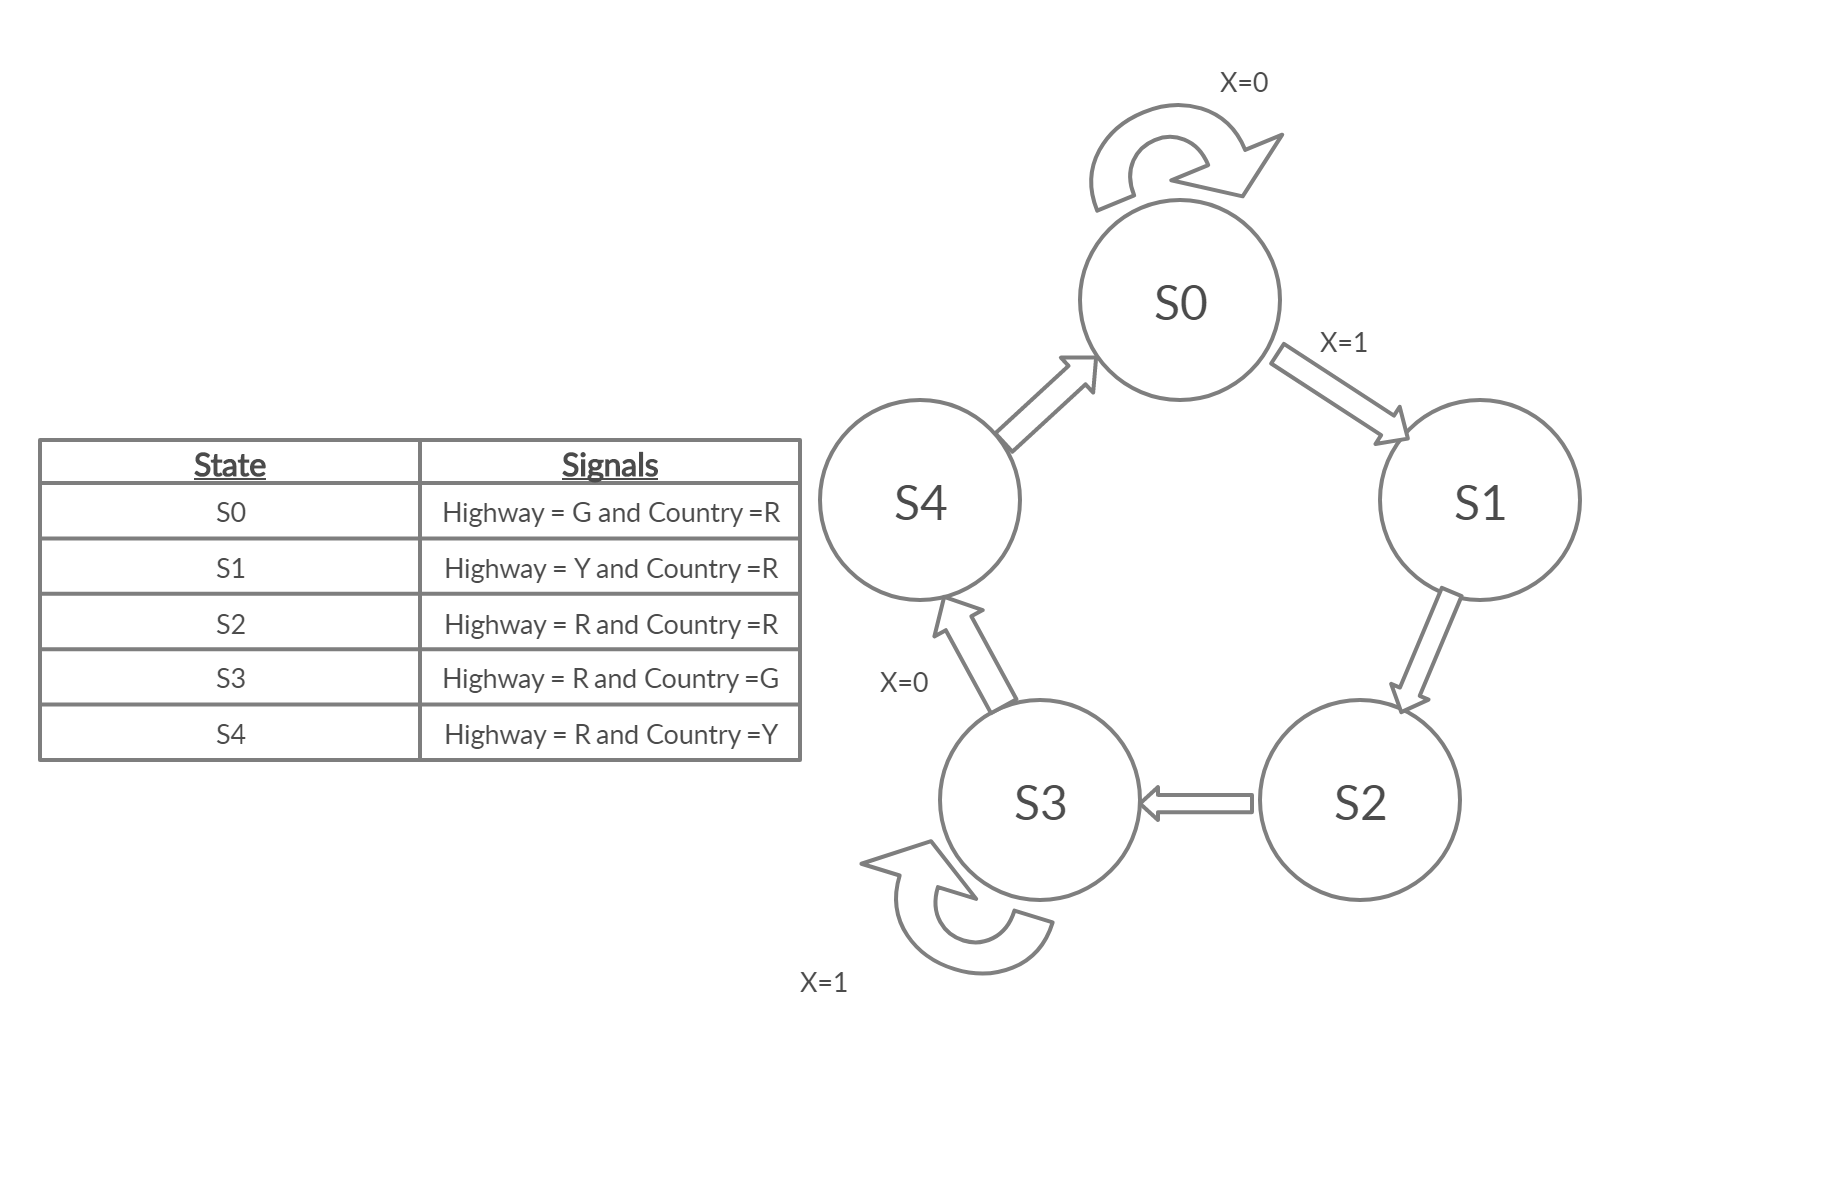 State Signals
S0 Highway = G and Country =R
S1 Highway = Y and Country =R
S2 Highway = R and Country =R
S3 Highway = R and Country =G
S4 Highway = R and Country =Y
X=0
S0
X=1
S4
S1
X=0
S3
S2
X=1